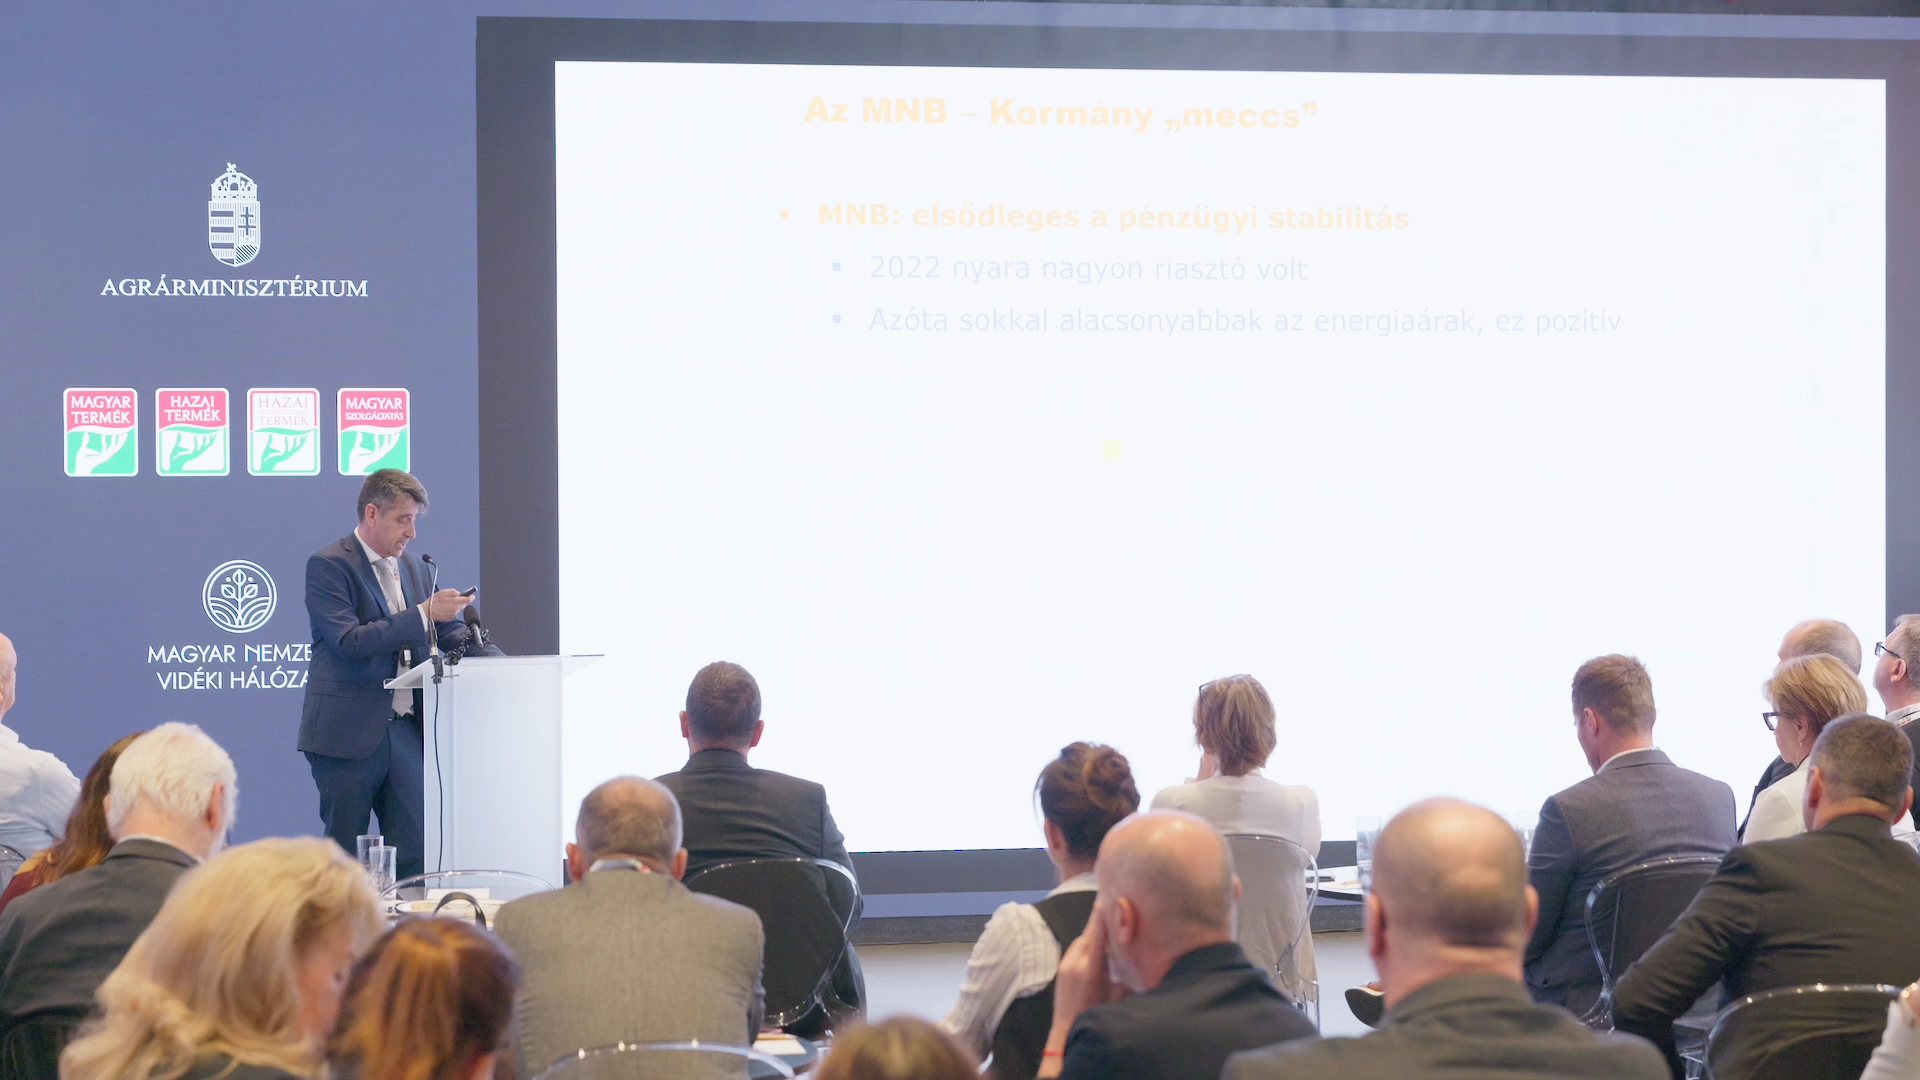 Az MNB – Kormány „meccs”
▪ MNB: elsődleges a pénzügyi stabilitás
▪ 2022 nyara nagyon riasztó volt
▪ Azóta sokkal alacsonyabbak az energiaárak, ez pozitív
AGRÁRMINISZTÉRIUM
MAGYAR
TERMÉK
HAZAI
TERMÉK
HAZAI
TERMÉK
MAGYAR
SZOLGÁLTATÁS
MAGYAR NEMZE
VIDÉKI HÁLÓZA